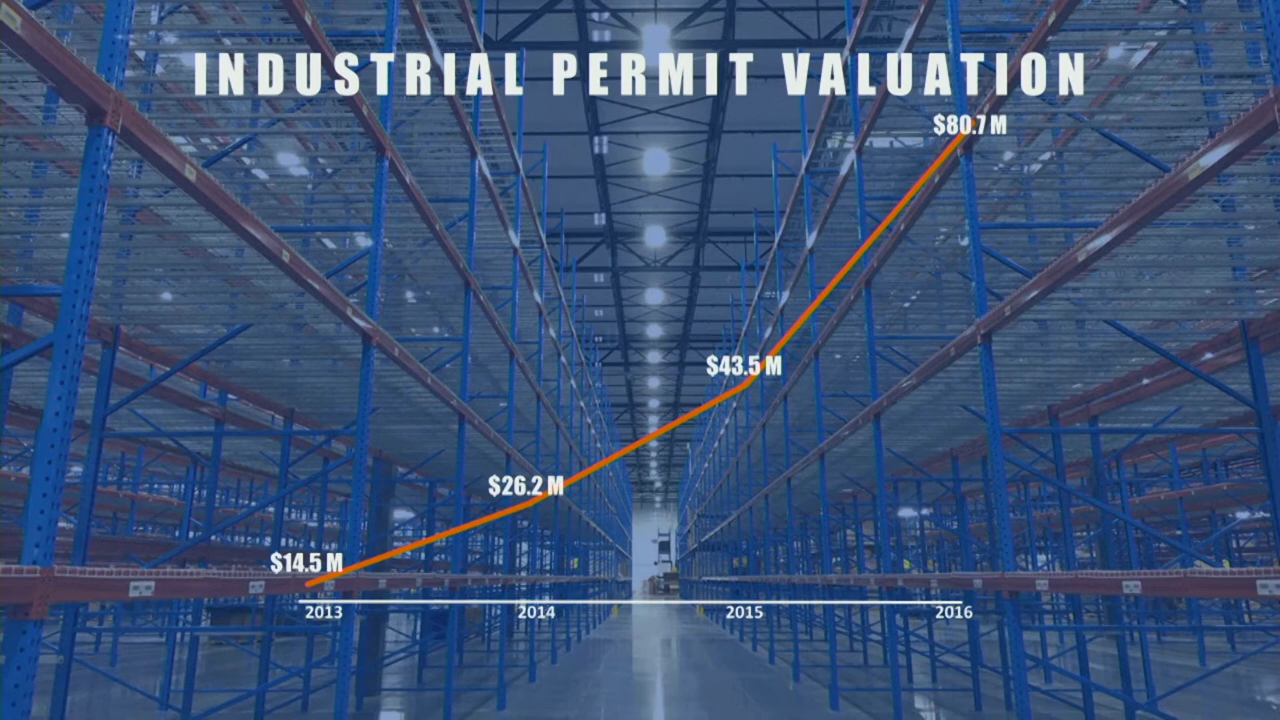 INDUSTRIAL PERMIT VALUATION
$80.7 M
$43.5 M
$26.2 M
$14.5 M
2013 2014 2015 2016